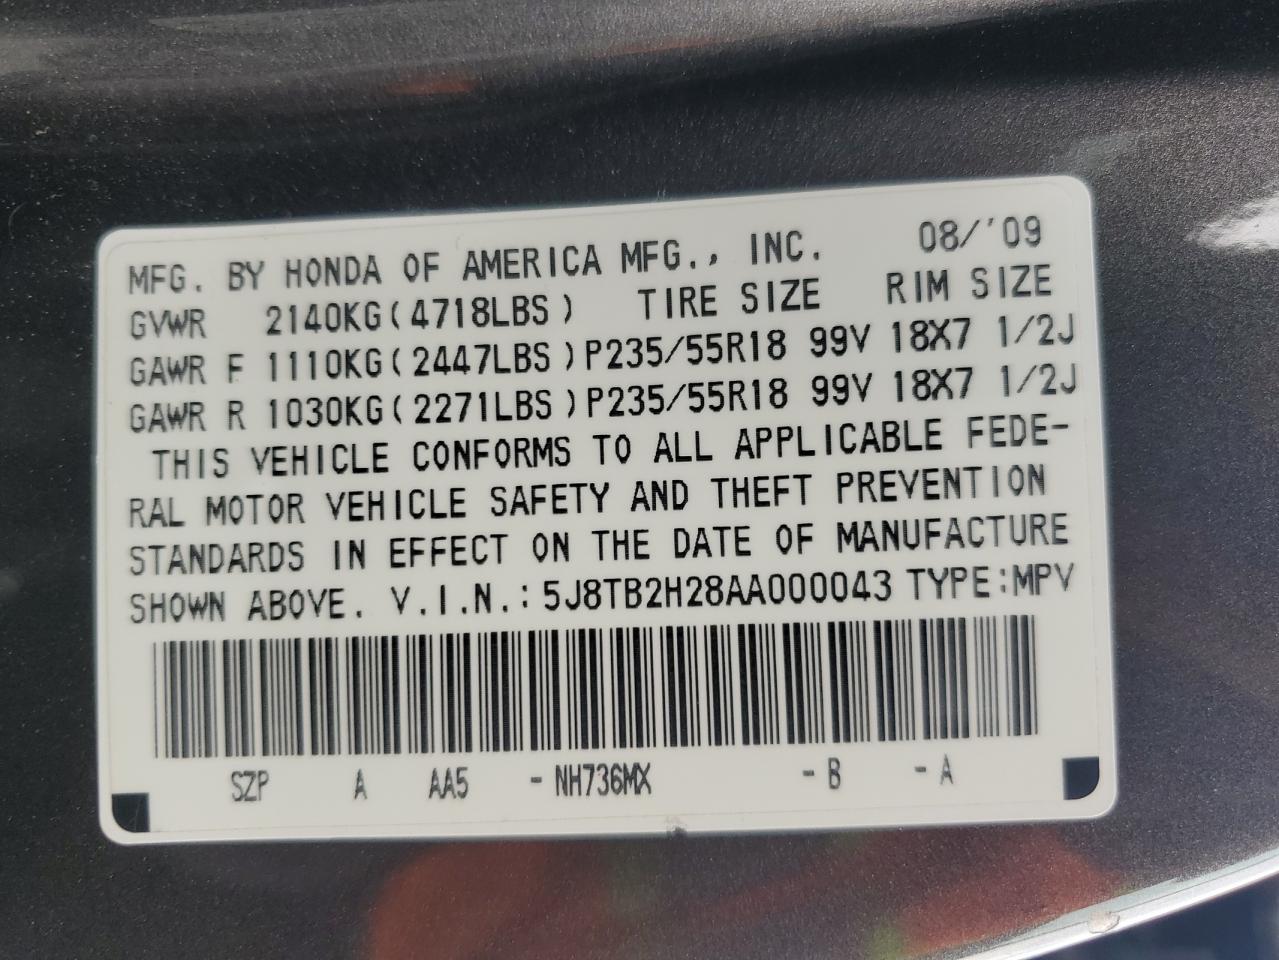 MFG. BY HONDA OF AMERICA MFG., INC. 08/'09
GVWR 2140KG(4718LBS) TIRE SIZE RIM SIZE
GAWR F 1110KG(2447LBS)P235/55R18 99V 18X7 1/2J
GAWR R 1030KG(2271LBS)P235/55R18 99V 18X7 1/2J
THIS VEHICLE CONFORMS TO ALL APPLICABLE FEDE-
RAL MOTOR VEHICLE SAFETY AND THEFT PREVENTION
STANDARDS IN EFFECT ON THE DATE OF MANUFACTURE
SHOWN ABOVE. V.I.N.:5J8TB2H28AA000043 TYPE:MPV
SZP A AA5 -NH736MX -B -A